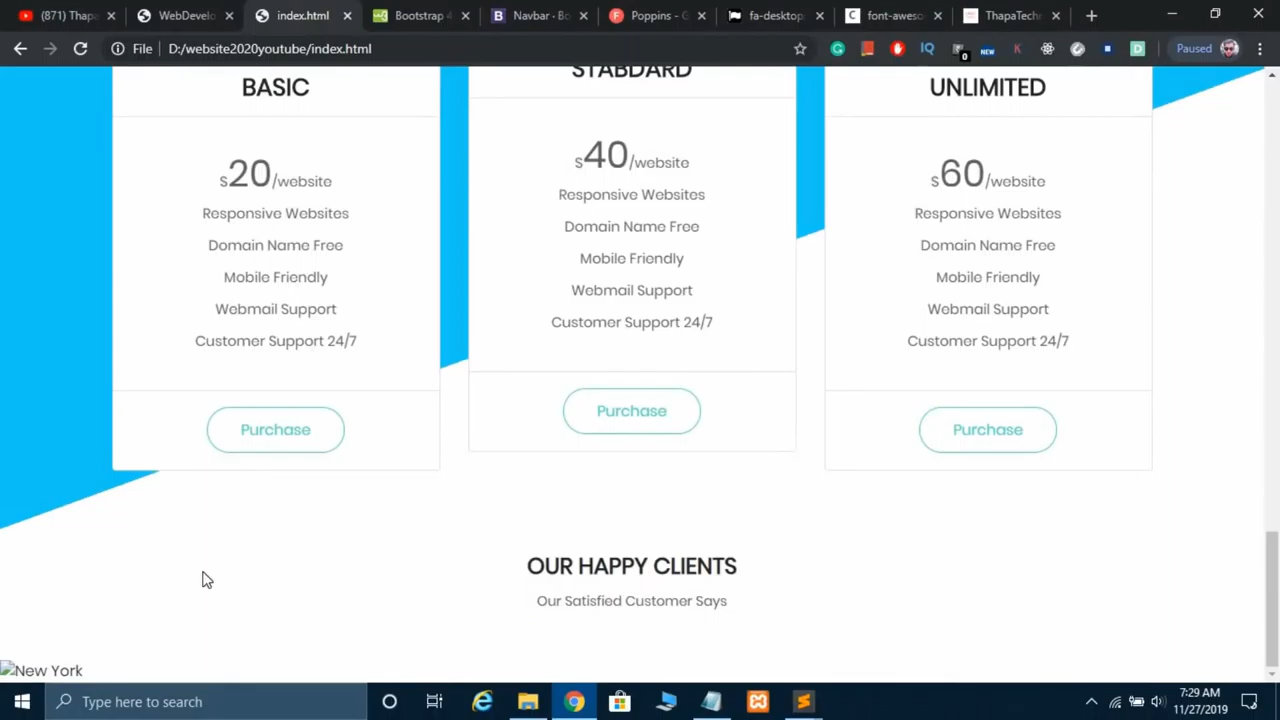 (871) Thapa
WebDevelo
index.html
Bootstrap 4
Navbar · Bo
Poppins - G
fa-desktop
font-aweso
ThapaTech
File
D:/website2020youtube/index.html
IQ
0
NEW
K
D
Paused
BASIC
STABDARD
UNLIMITED
$20/website
Responsive Websites
Domain Name Free
Mobile Friendly
Webmail Support
Customer Support 24/7
Purchase
$40/website
Responsive Websites
Domain Name Free
Mobile Friendly
Webmail Support
Customer Support 24/7
Purchase
$60/website
Responsive Websites
Domain Name Free
Mobile Friendly
Webmail Support
Customer Support 24/7
Purchase
OUR HAPPY CLIENTS
Our Satisfied Customer Says
New York
Type here to search
7:29 AM
11/27/2019